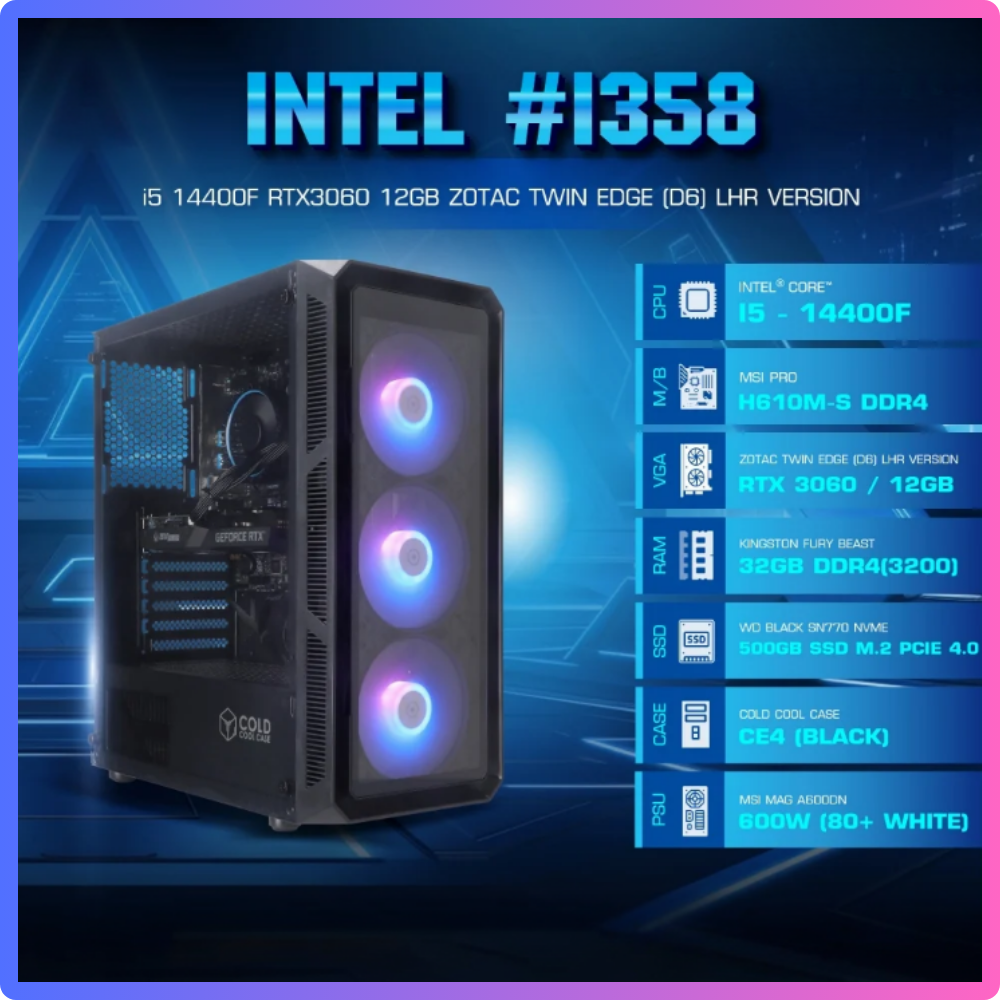 INTEL #I358
i5 14400F RTX3060 12GB ZOTAC TWIN EDGE (D6) LHR VERSION
CPU
INTEL® CORE™
I5 - 14400F
M/B
MSI PRO
H610M-S DDR4
VGA
ZOTAC TWIN EDGE (D6) LHR VERSION
RTX 3060 / 12GB
RAM
KINGSTON FURY BEAST
32GB DDR4(3200)
SSD
SSD
WD BLACK SN770 NVME
500GB SSD M.2 PCIE 4.0
CASE
COLD COOL CASE
CE4 (BLACK)
PSU
MSI MAG A600DN
600W (80+ WHITE)
GEFORCE RTX
COLD
COOL CASE